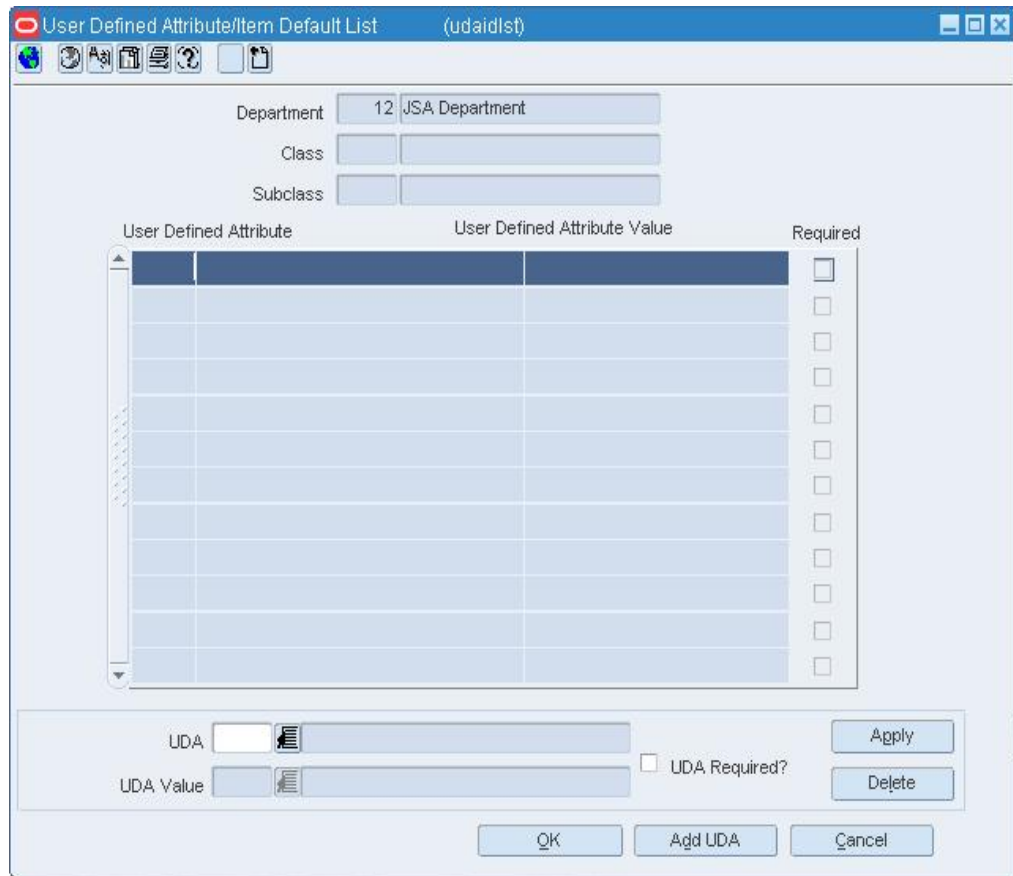 User Defined Attribute/Item Default List (udaidlsf)
Department 12 JSA Department
Class
Subclass
User Defined Attribute User Defined Attribute Value Required
UDA Apply
UDA Required?
UDA Value Delete
OK Add UDA Cancel